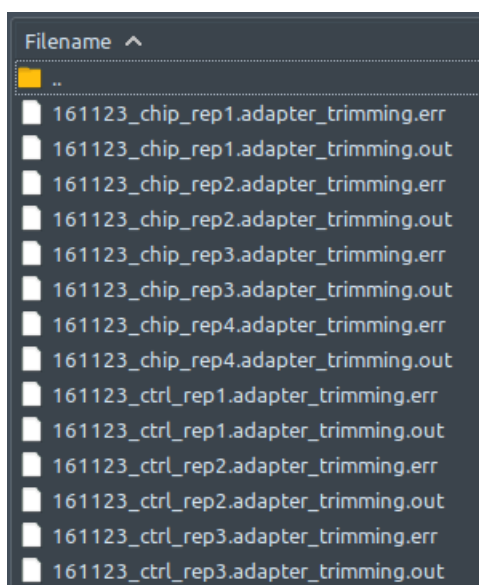 Filename
..
161123_chip_rep1.adapter_trimming.err
161123_chip_rep1.adapter_trimming.out
161123_chip_rep2.adapter_trimming.err
161123_chip_rep2.adapter_trimming.out
161123_chip_rep3.adapter_trimming.err
161123_chip_rep3.adapter_trimming.out
161123_chip_rep4.adapter_trimming.err
161123_chip_rep4.adapter_trimming.out
161123_ctrl_rep1.adapter_trimming.err
161123_ctrl_rep1.adapter_trimming.out
161123_ctrl_rep2.adapter_trimming.err
161123_ctrl_rep2.adapter_trimming.out
161123_ctrl_rep3.adapter_trimming.err
161123_ctrl_rep3.adapter_trimming.out